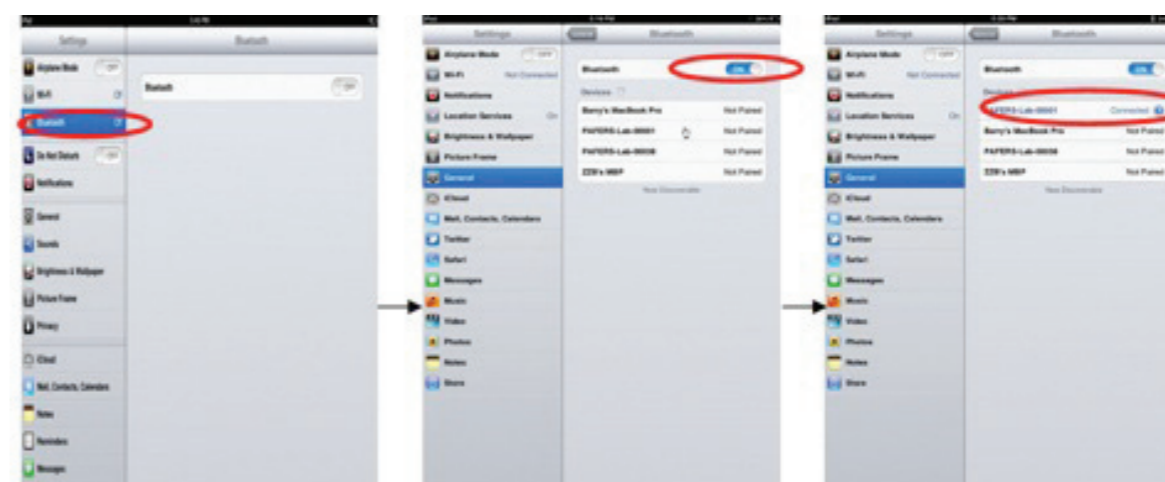 Settings
Bluetooth
Airplane Mode OFF
Wi-Fi
Bluetooth
Bluetooth OFF
Do Not Disturb OFF
Notifications
General
Sounds
Brightness & Wallpaper
Picture Frame
Privacy
iCloud
Mail, Contacts, Calendars
Notes
Reminders
Messages
Settings
Bluetooth
Airplane Mode OFF
Wi-Fi Not Connected
Notifications
Location Services On
Brightness & Wallpaper
Picture Frame
General
iCloud
Mail, Contacts, Calendars
Twitter
Safari
Messages
Music
Video
Photos
Notes
Store
Bluetooth ON
Devices
Barry's MacBook Pro Not Paired
PAPERS-Lab-00001 Not Paired
PAPERS-Lab-00036 Not Paired
ZZB's MBP Not Paired
Now Discoverable
Settings
Bluetooth
Airplane Mode OFF
Wi-Fi Not Connected
Notifications
Location Services On
Brightness & Wallpaper
Picture Frame
General
iCloud
Mail, Contacts, Calendars
Twitter
Safari
Messages
Music
Video
Photos
Notes
Store
Bluetooth ON
Devices
PAPERS-Lab-00001 Connected
Barry's MacBook Pro Not Paired
PAPERS-Lab-00036 Not Paired
ZZB's MBP Not Paired
Now Discoverable